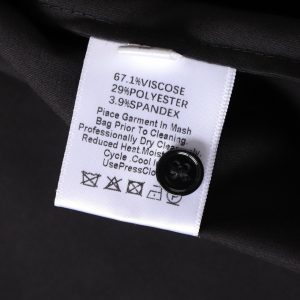 67.1%VISCOSE
29%POLYESTER
3.9%SPANDEX
Place Garment in Mash
Bag Prior To Cleaning
Professionally Dry Clean
Reduced Heat.Moist
Cycle .Cool I
UsePressClo